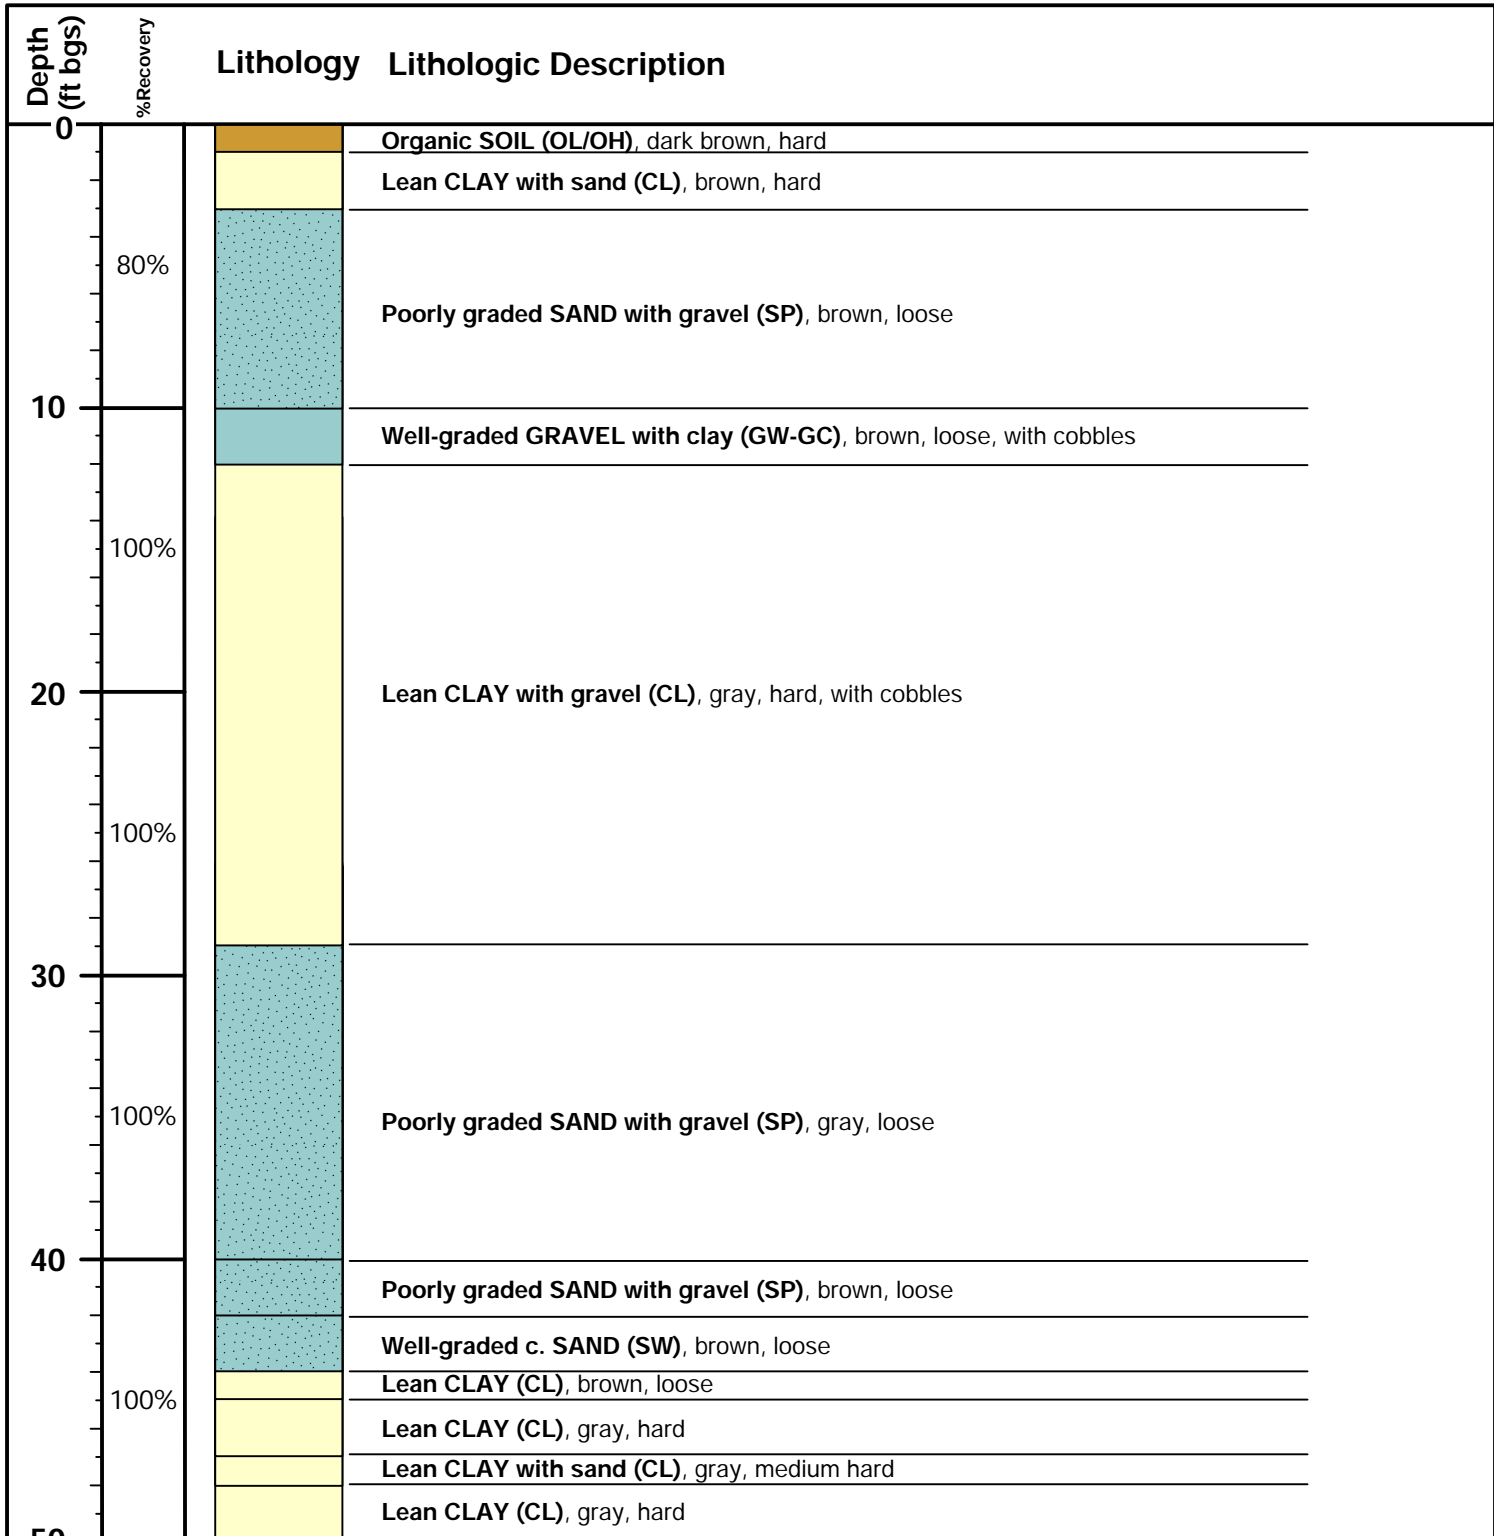 Depth
(ft bgs)
%Recovery
Lithology
Lithologic Description
0
Organic SOIL (OL/OH), dark brown, hard
Lean CLAY with sand (CL), brown, hard
80%
Poorly graded SAND with gravel (SP), brown, loose
10
Well-graded GRAVEL with clay (GW-GC), brown, loose, with cobbles
100%
20
Lean CLAY with gravel (CL), gray, hard, with cobbles
100%
30
100%
Poorly graded SAND with gravel (SP), gray, loose
40
Poorly graded SAND with gravel (SP), brown, loose
Well-graded c. SAND (SW), brown, loose
Lean CLAY (CL), brown, loose
100%
Lean CLAY (CL), gray, hard
Lean CLAY with sand (CL), gray, medium hard
Lean CLAY (CL), gray, hard
50